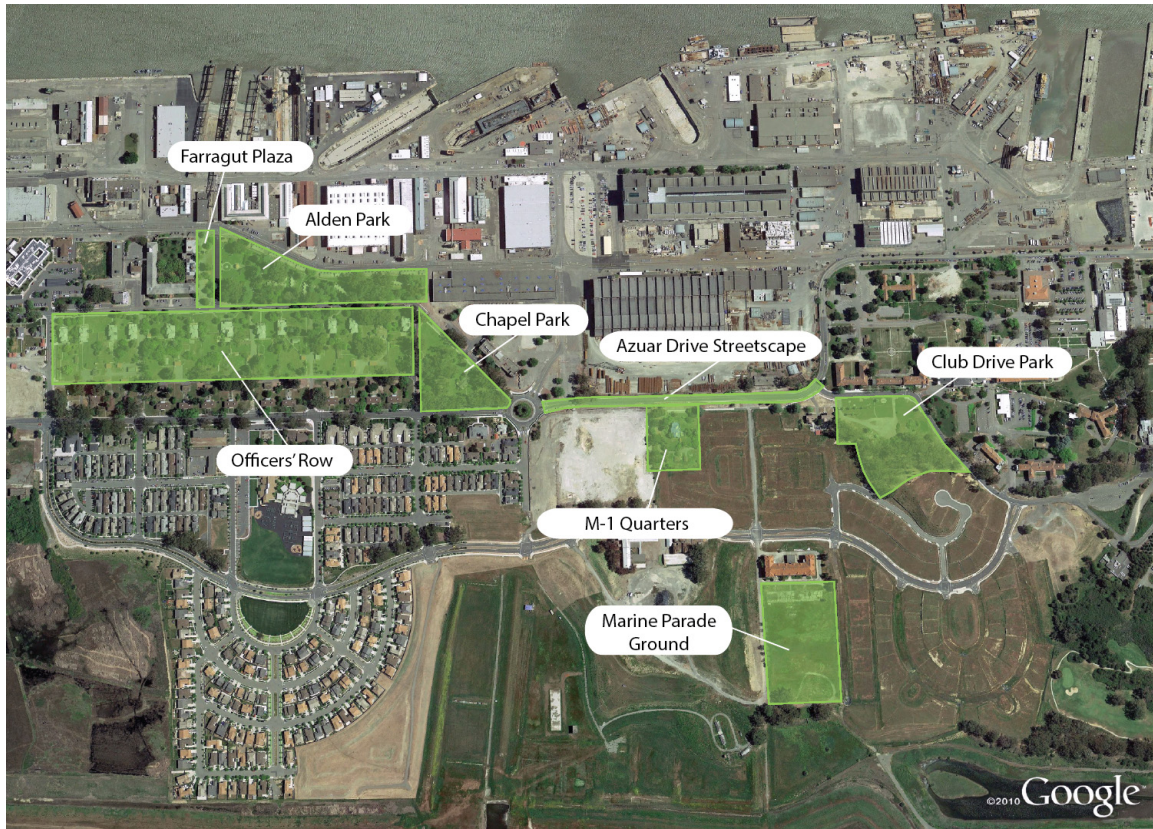 Farragut Plaza
Alden Park
Chapel Park
Azuar Drive Streetscape
Club Drive Park
Officers' Row
M-1 Quarters
Marine Parade
Ground
©2010 Google